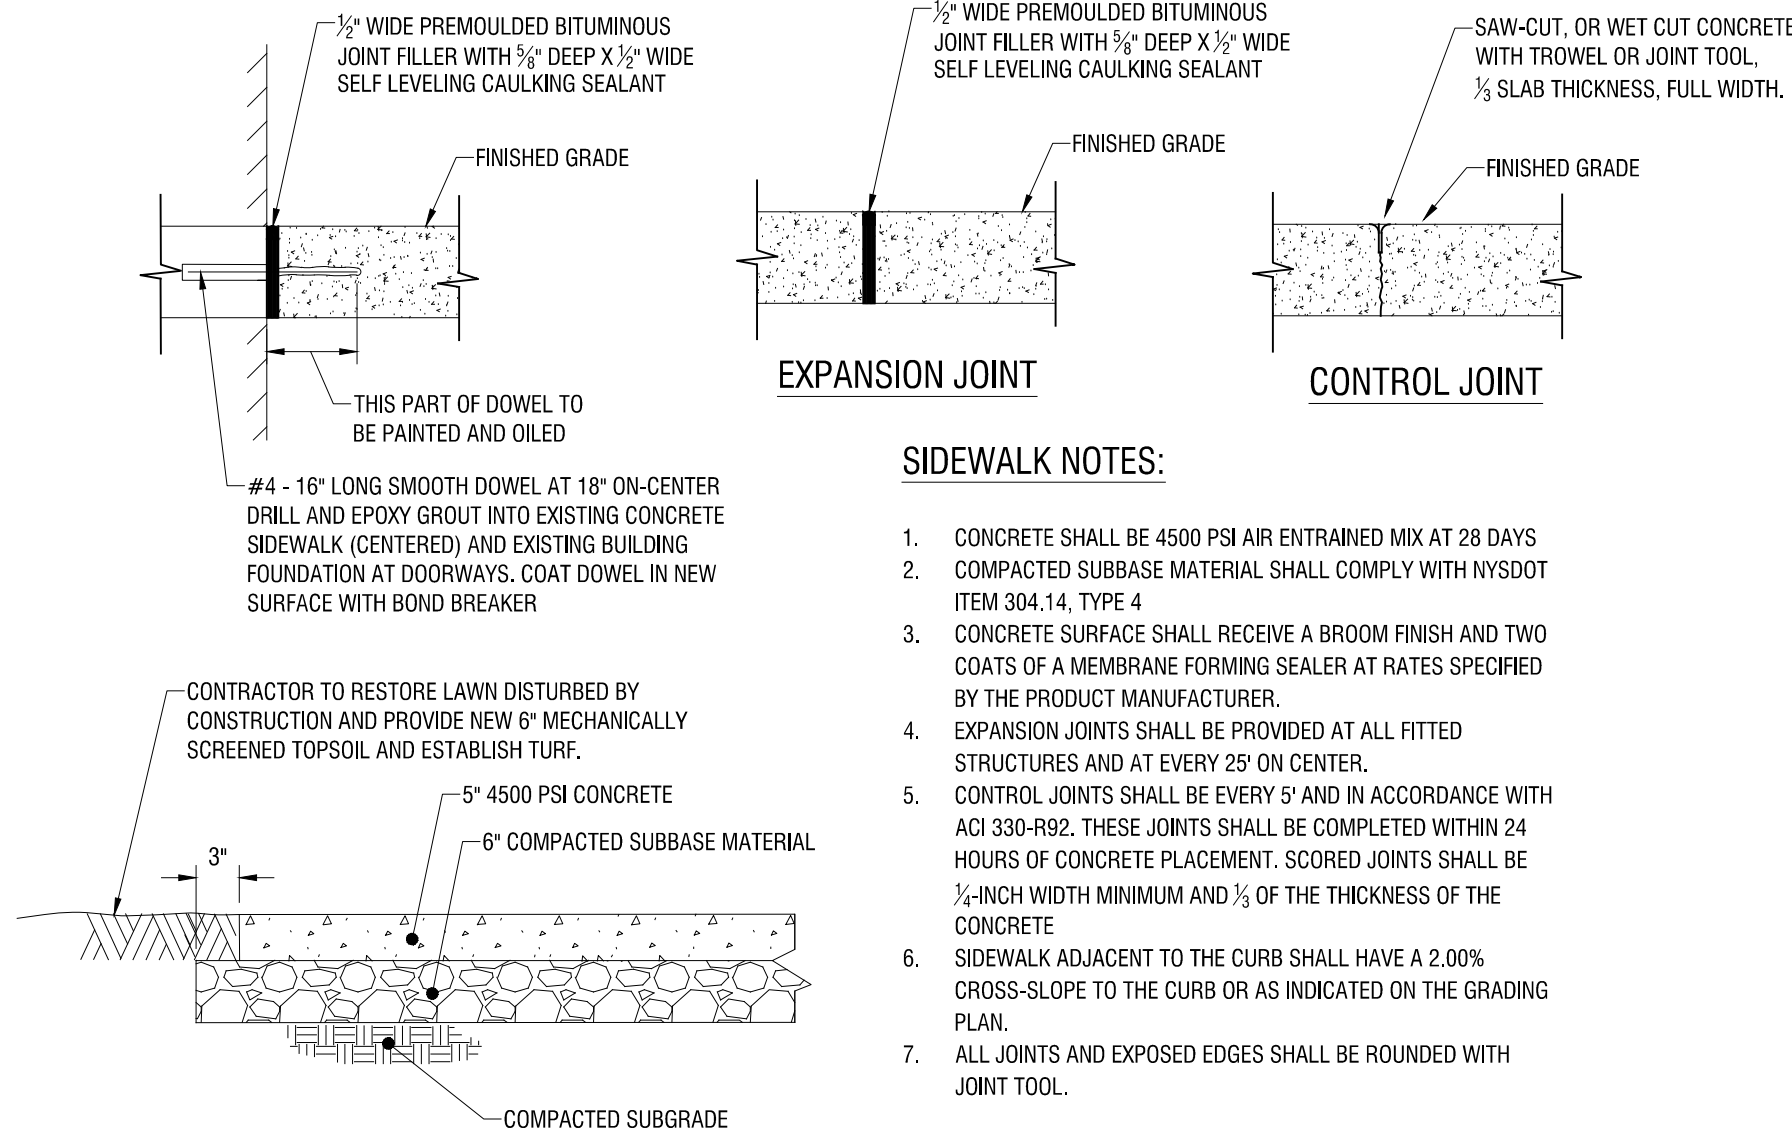 ½" WIDE PREMOULDED BITUMINOUS
JOINT FILLER WITH ⅝" DEEP X ½" WIDE
SELF LEVELING CAULKING SEALANT
FINISHED GRADE
THIS PART OF DOWEL TO
BE PAINTED AND OILED
#4 - 16" LONG SMOOTH DOWEL AT 18" ON-CENTER
DRILL AND EPOXY GROUT INTO EXISTING CONCRETE
SIDEWALK (CENTERED) AND EXISTING BUILDING
FOUNDATION AT DOORWAYS. COAT DOWEL IN NEW
SURFACE WITH BOND BREAKER
½" WIDE PREMOULDED BITUMINOUS
JOINT FILLER WITH ⅝" DEEP X ½" WIDE
SELF LEVELING CAULKING SEALANT
FINISHED GRADE
EXPANSION JOINT
SAW-CUT, OR WET CUT CONCRETE
WITH TROWEL OR JOINT TOOL,
⅓ SLAB THICKNESS, FULL WIDTH.
FINISHED GRADE
CONTROL JOINT
CONTRACTOR TO RESTORE LAWN DISTURBED BY
CONSTRUCTION AND PROVIDE NEW 6" MECHANICALLY
SCREENED TOPSOIL AND ESTABLISH TURF.
5" 4500 PSI CONCRETE
6" COMPACTED SUBBASE MATERIAL
3"
COMPACTED SUBGRADE
SIDEWALK NOTES:
1. CONCRETE SHALL BE 4500 PSI AIR ENTRAINED MIX AT 28 DAYS
2. COMPACTED SUBBASE MATERIAL SHALL COMPLY WITH NYSDOT
ITEM 304.14, TYPE 4
3. CONCRETE SURFACE SHALL RECEIVE A BROOM FINISH AND TWO
COATS OF A MEMBRANE FORMING SEALER AT RATES SPECIFIED
BY THE PRODUCT MANUFACTURER.
4. EXPANSION JOINTS SHALL BE PROVIDED AT ALL FITTED
STRUCTURES AND AT EVERY 25' ON CENTER.
5. CONTROL JOINTS SHALL BE EVERY 5' AND IN ACCORDANCE WITH
ACI 330-R92. THESE JOINTS SHALL BE COMPLETED WITHIN 24
HOURS OF CONCRETE PLACEMENT. SCORED JOINTS SHALL BE
¼-INCH WIDTH MINIMUM AND ⅓ OF THE THICKNESS OF THE
CONCRETE
6. SIDEWALK ADJACENT TO THE CURB SHALL HAVE A 2.00%
CROSS-SLOPE TO THE CURB OR AS INDICATED ON THE GRADING
PLAN.
7. ALL JOINTS AND EXPOSED EDGES SHALL BE ROUNDED WITH
JOINT TOOL.